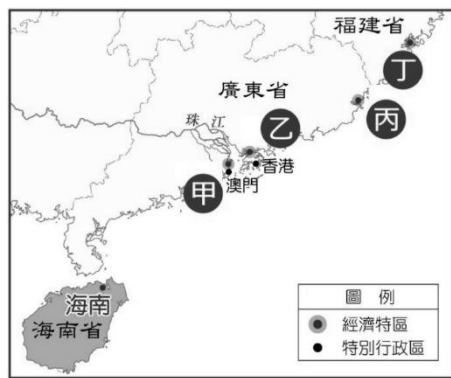 福建省
丁
廣東省
丙
珠江
乙
香港
澳門
甲
海南
海南省
圖例
經濟特區
特別行政區